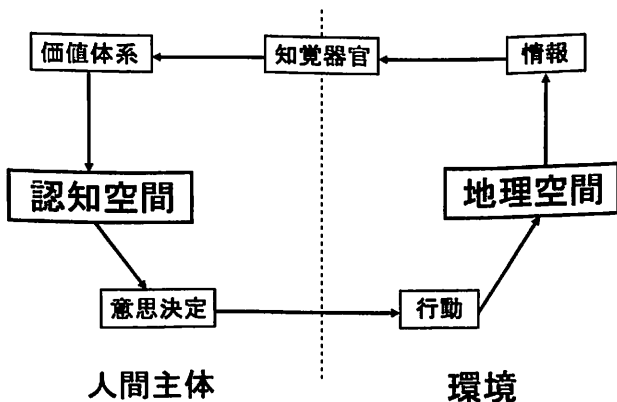 価値体系
知覚器官
情報
認知空間
地理空間
意思決定
行動
人間主体
環境